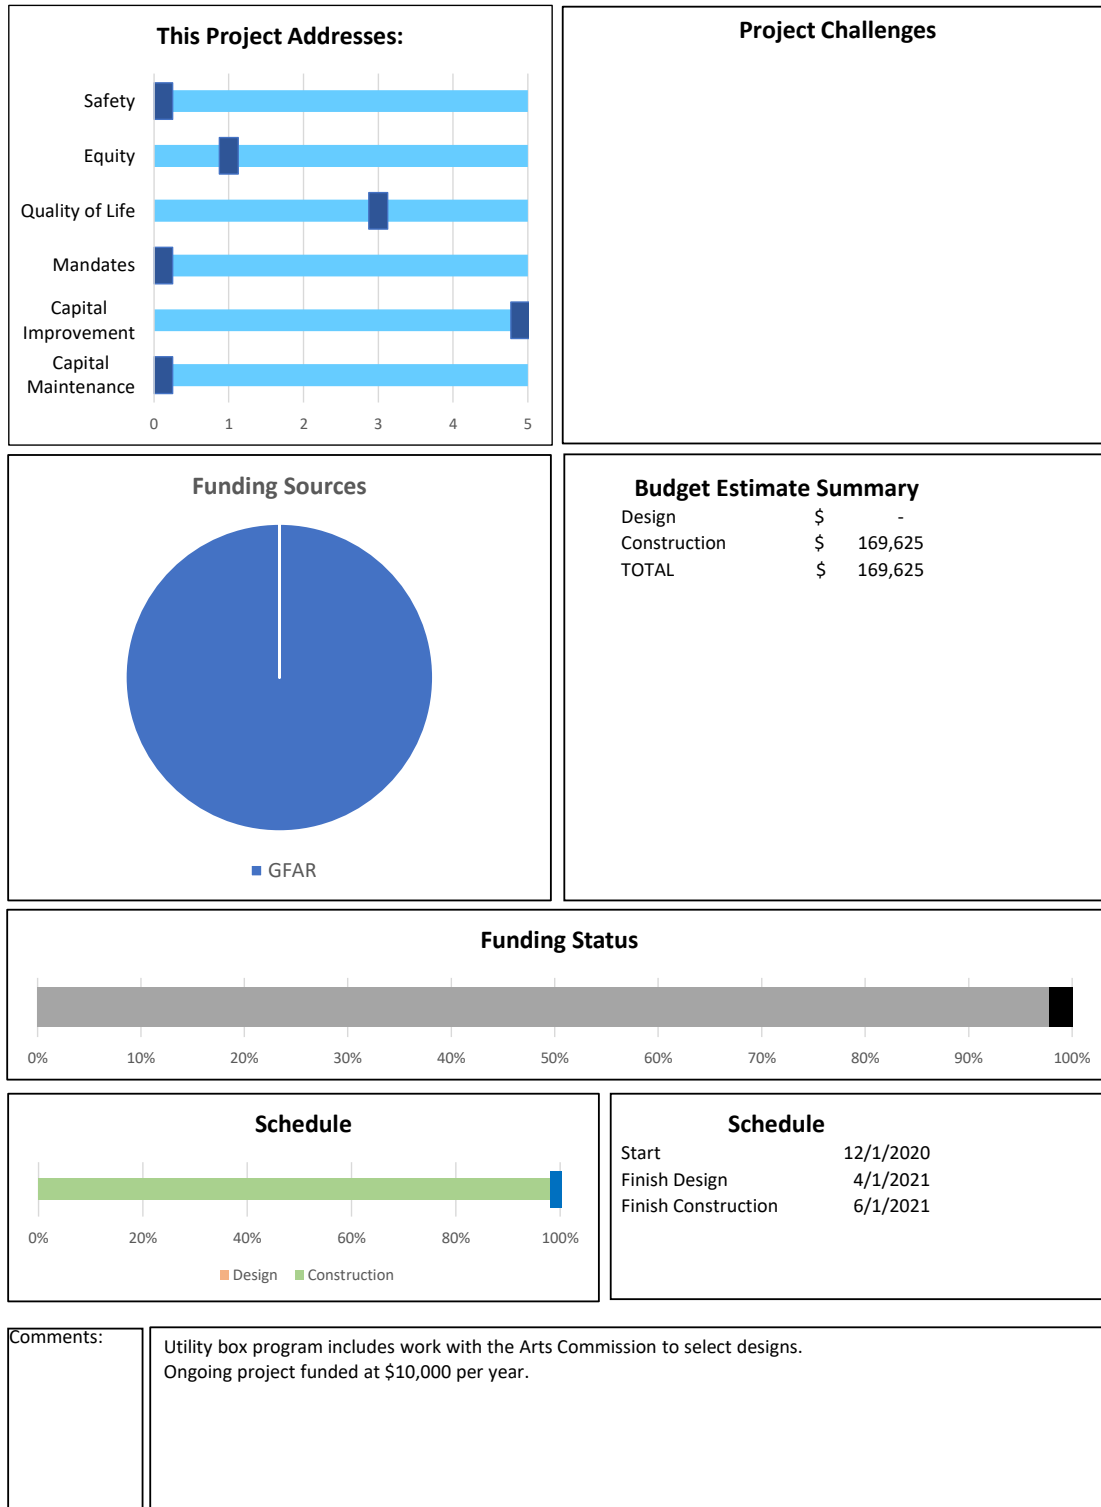 This Project Addresses:
Safety
Equity
Quality of Life
Mandates
Capital
Improvement
Capital
Maintenance
0 1 2 3 4 5
Project Challenges
Funding Sources
GFAR
Budget Estimate Summary
Design $ -
Construction $ 169,625
TOTAL $ 169,625
Funding Status
0% 10% 20% 30% 40% 50% 60% 70% 80% 90% 100%
Schedule
0% 20% 40% 60% 80% 100%
Design Construction
Schedule
Start 12/1/2020
Finish Design 4/1/2021
Finish Construction 6/1/2021
Comments:
Utility box program includes work with the Arts Commission to select designs.
Ongoing project funded at $10,000 per year.